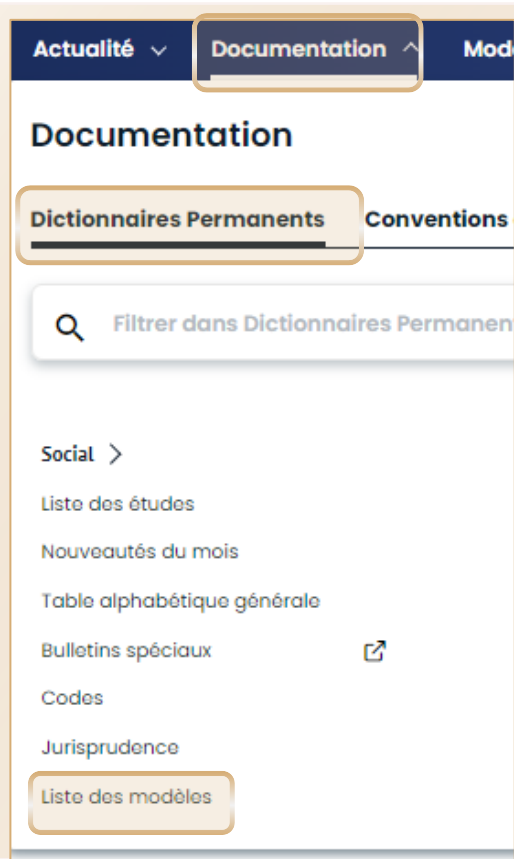 Actualité Documentation Mod
Documentation
Dictionnaires Permanents Conventions
Filtrer dans Dictionnaires Permanen
Social
Liste des études
Nouveautés du mois
Table alphabétique générale
Bulletins spéciaux
Codes
Jurisprudence
Liste des modèles